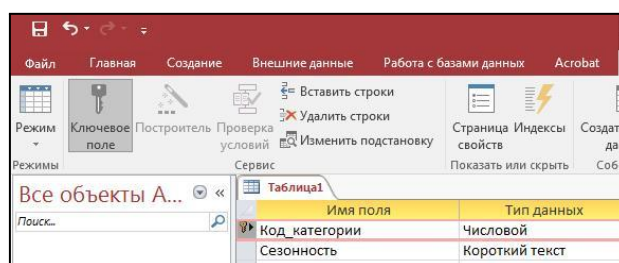 Файл Главная Создание Внешние данные Работа с базами данных Acrobat
Вставить строки
Удалить строки
Изменить подстановку
Режим Ключевое поле Построитель Проверка условий Страница свойств Индексы
Режимы Сервис Показать или скрыть
Все объекты A... «
Таблица1
Поиск...
Имя поля Тип данных
Код_категории Числовой
Сезонность Короткий текст